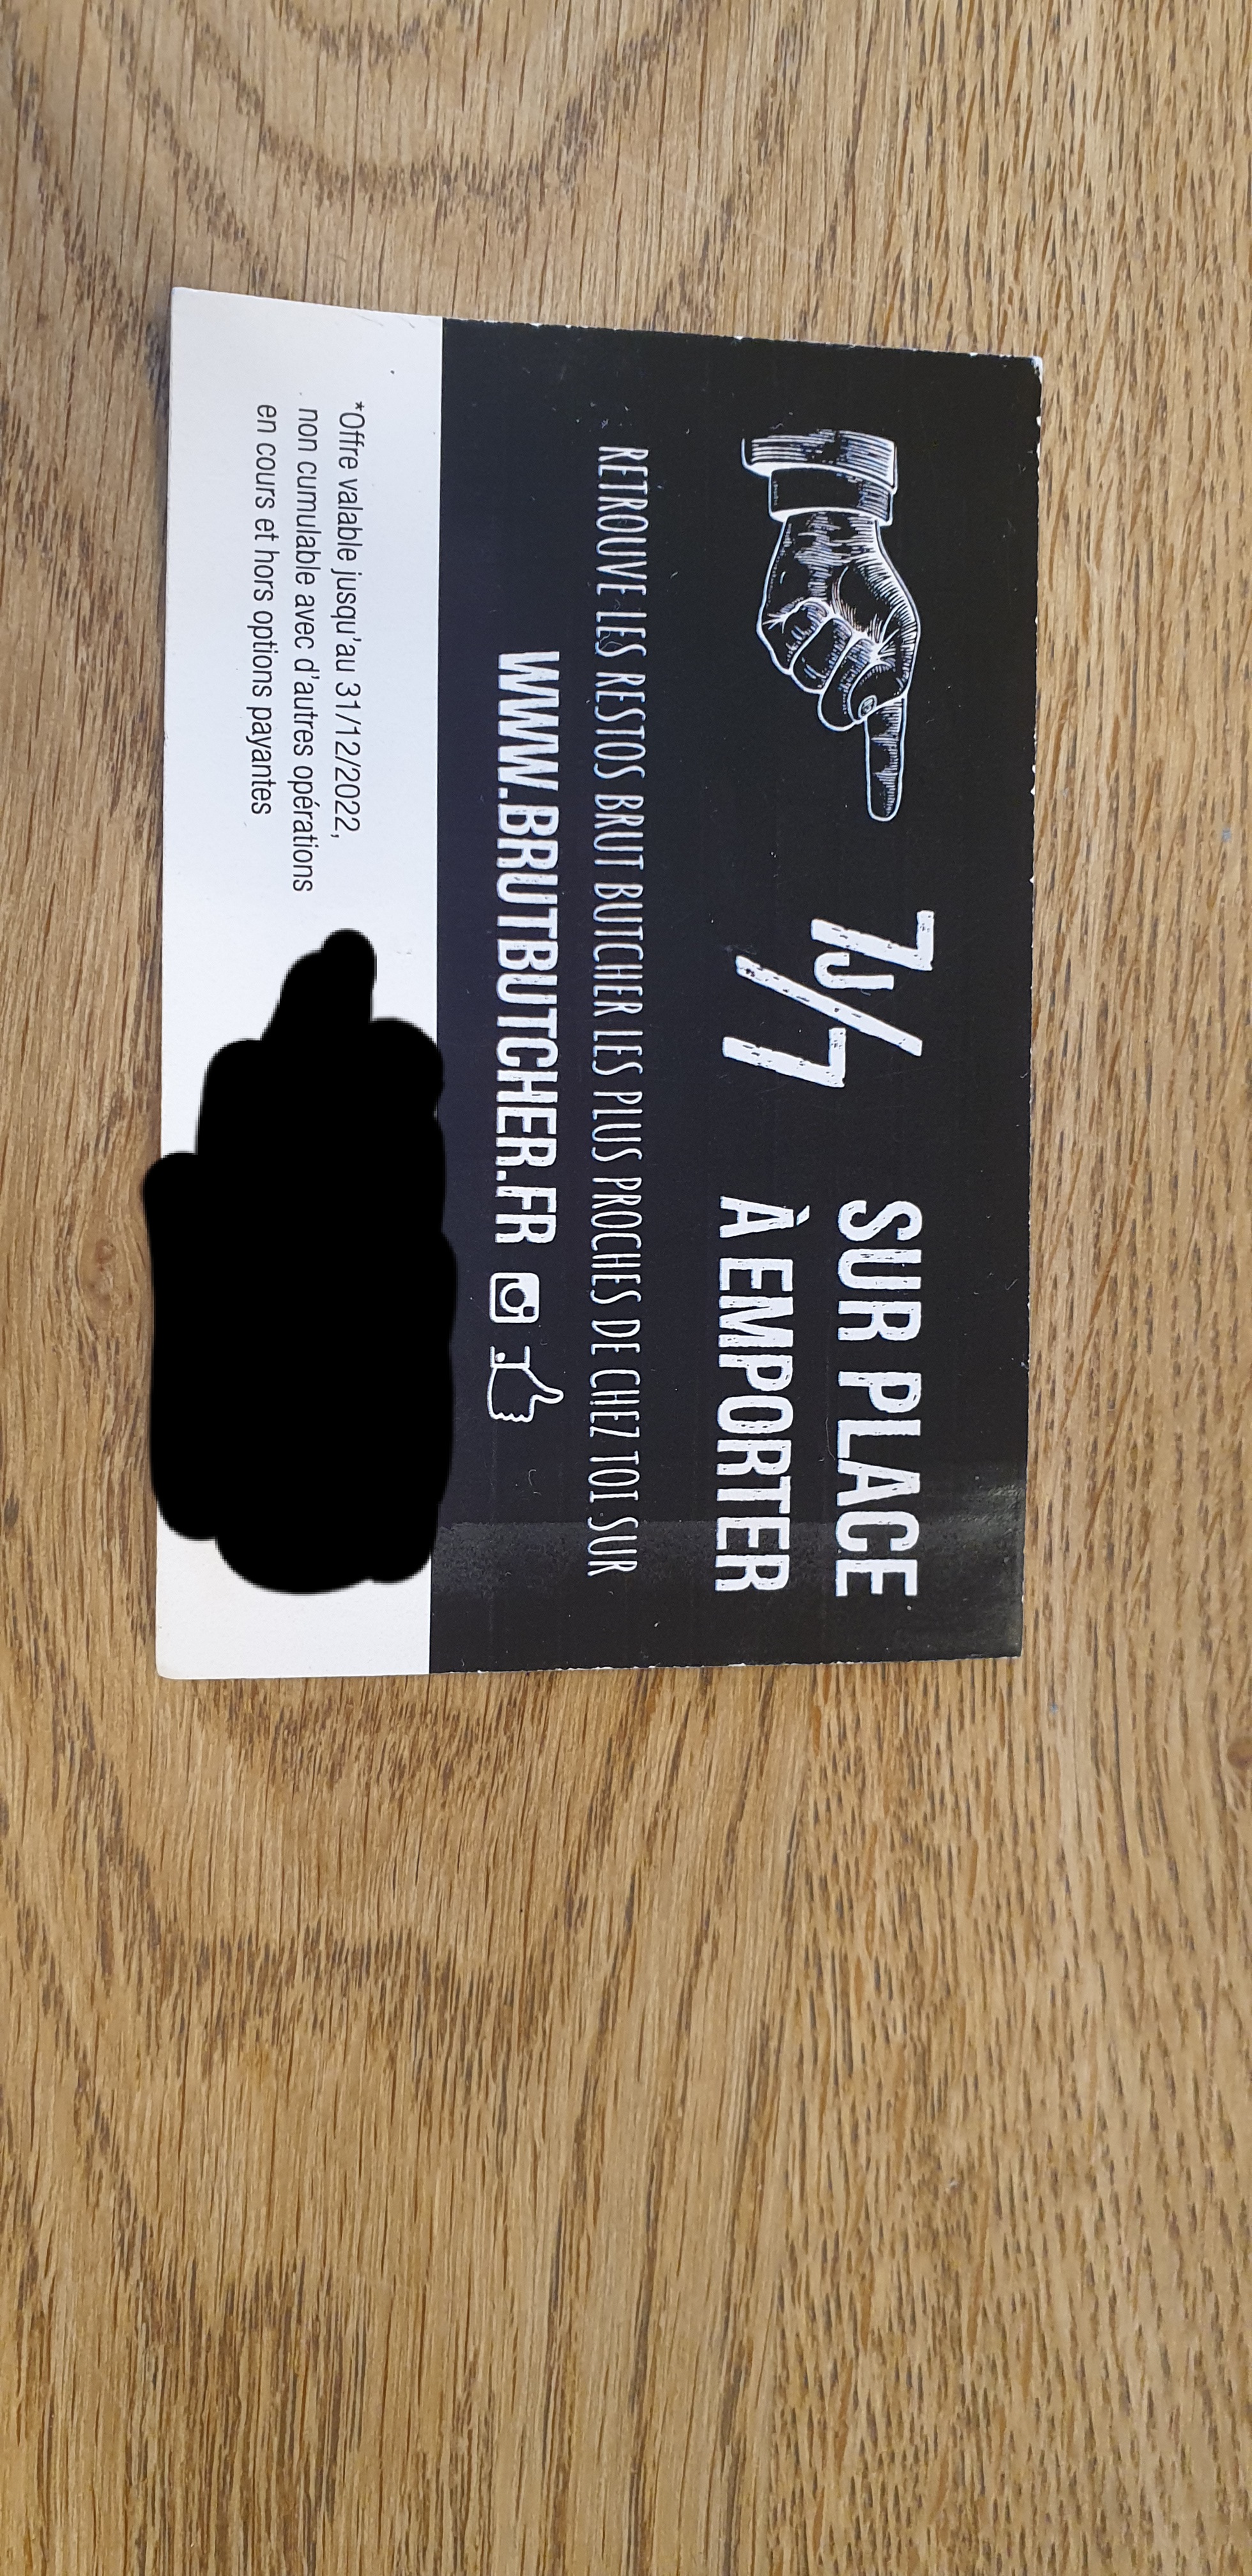 7J/7
SUR PLACE
À EMPORTER
RETROUVE LES RESTOS BRUT BUTCHER LES PLUS PROCHES DE CHEZ TOI SUR
WWW.BRUTBUTCHER.FR
*Offre valable jusqu'au 31/12/2022,
non cumulable avec d'autres opérations
en cours et hors options payantes